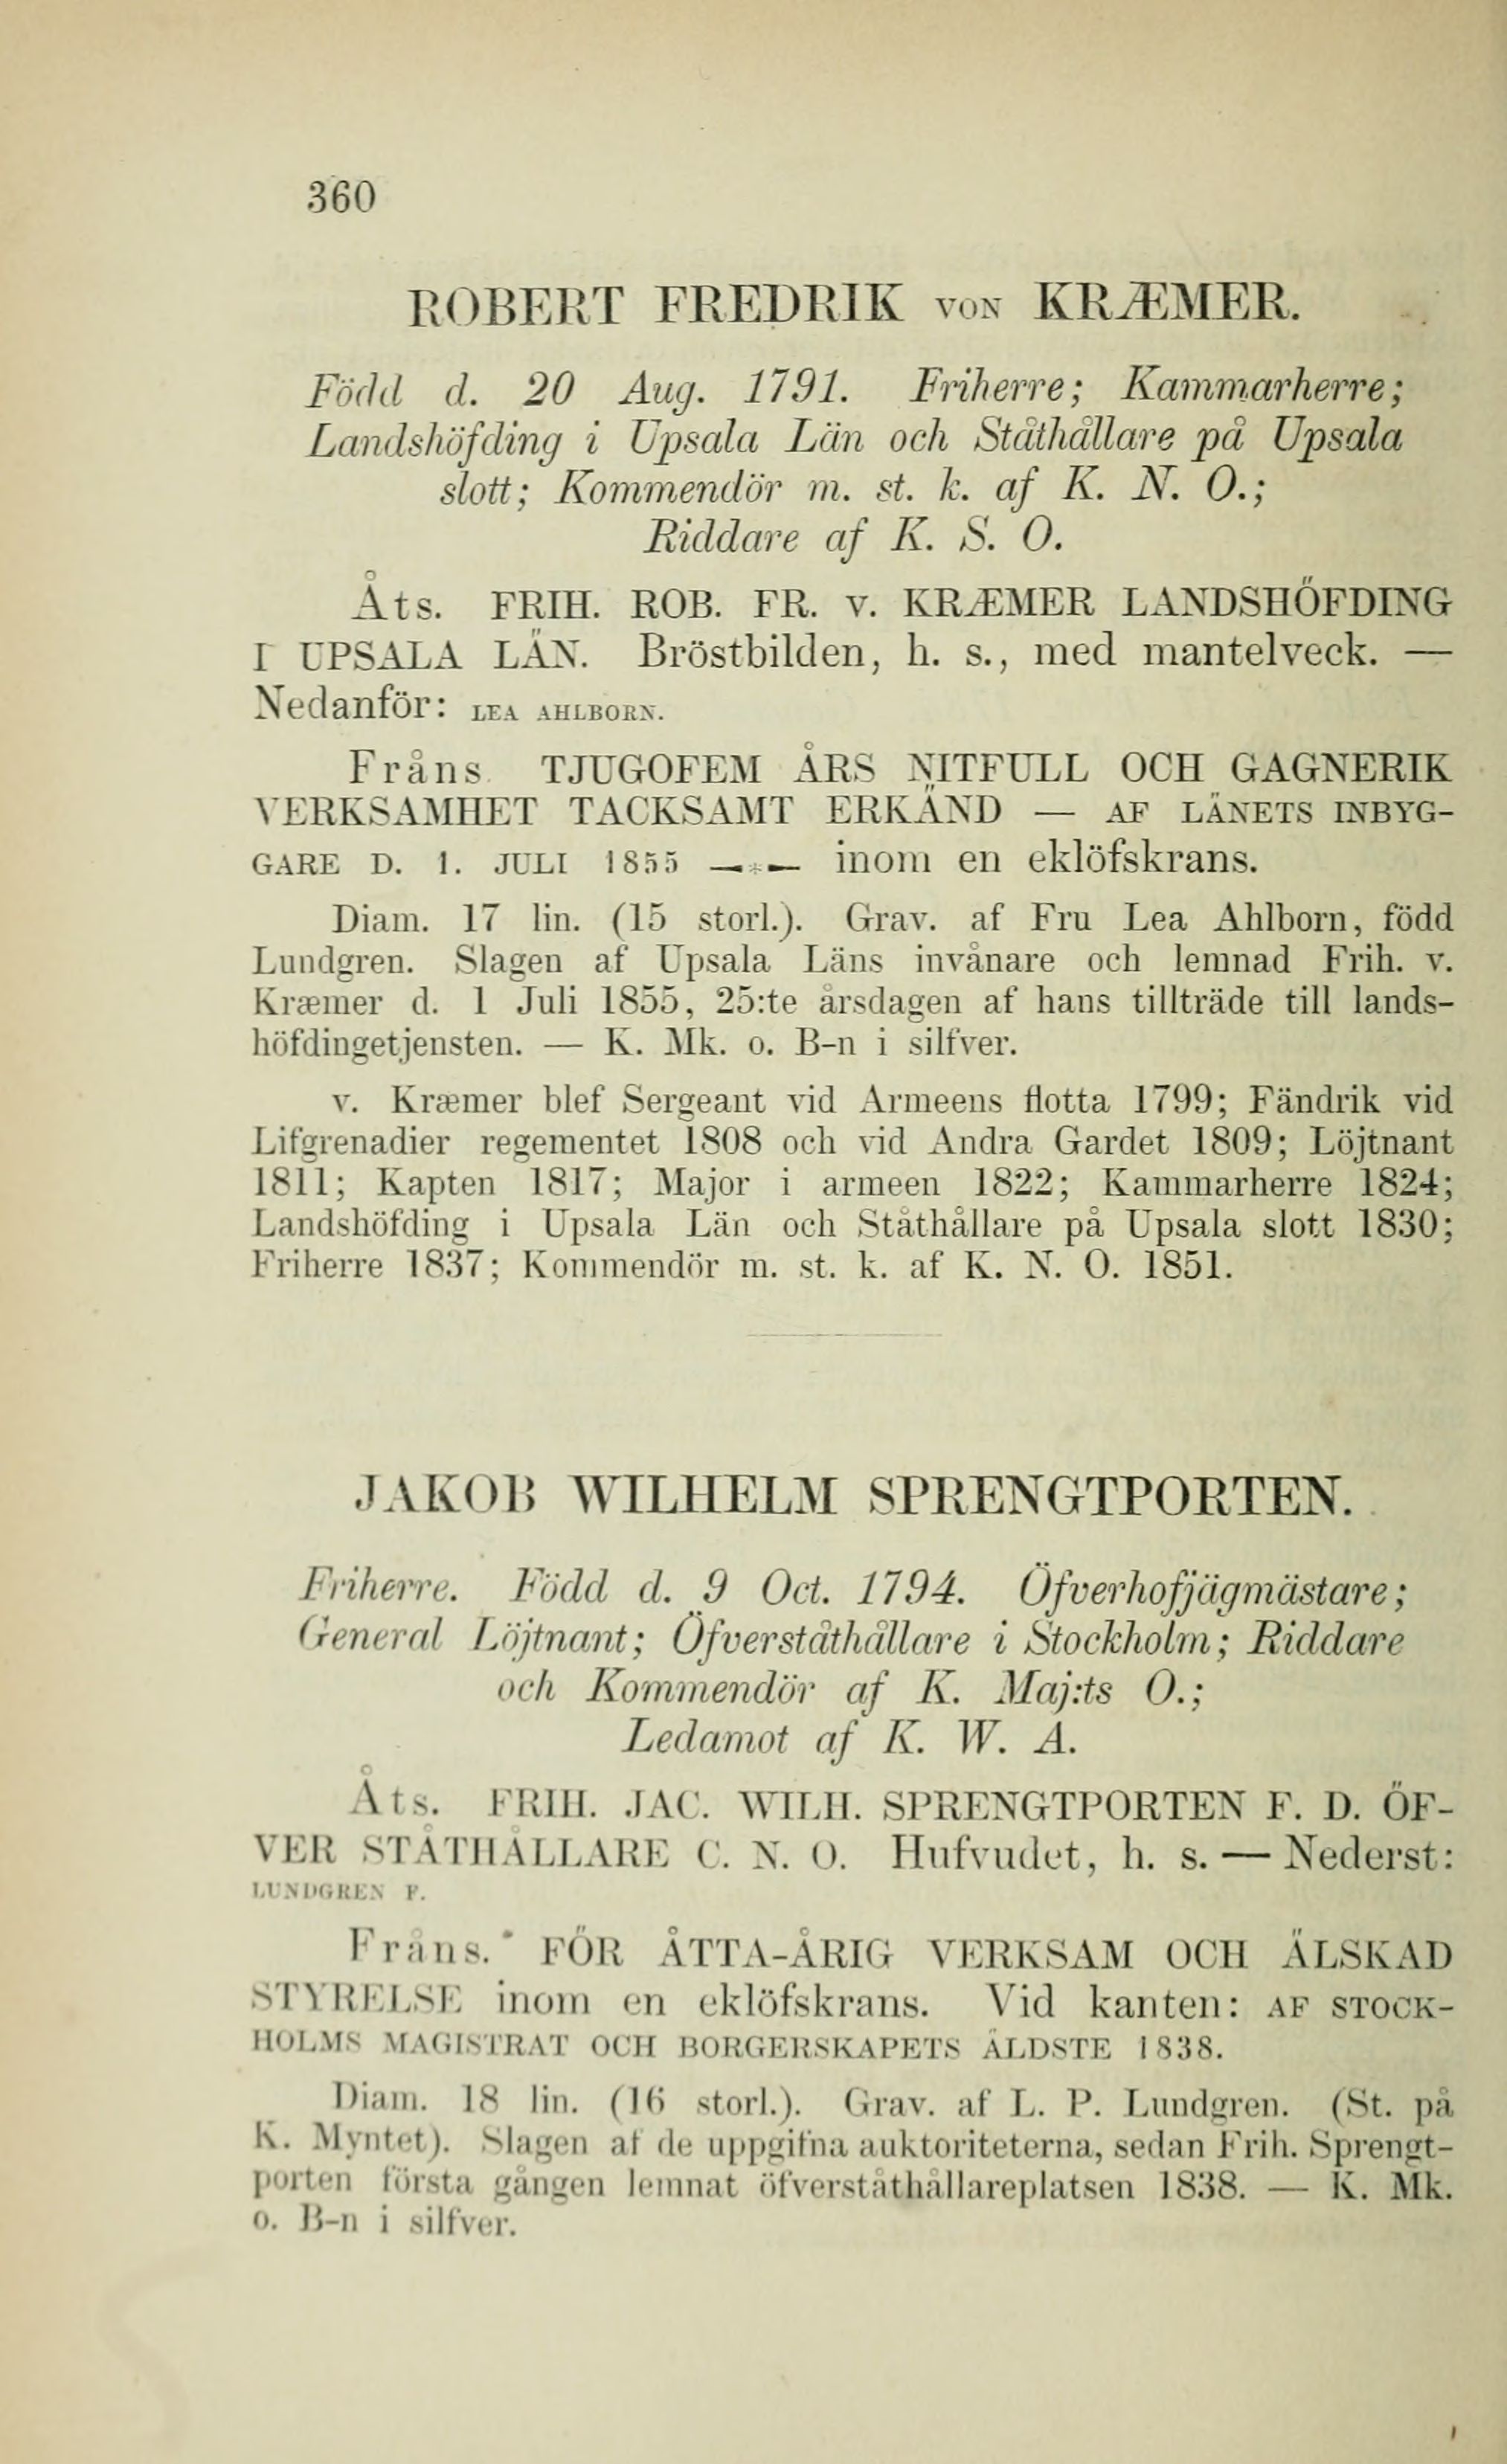 360
ROBERT FREDRIK VON KRÆMER.
Född d. 20 Aug. 1791. Friherre; Kammarherre;
Landshöfding i Upsala Län och Ståthållare på Upsala
slott; Kommendör m. st. k. af K. N. O.;
Riddare af K. S. O.
Åts. FRIH. ROB. FR. V. KRÆMER LANDSHÖFDING
I UPSALA LÄN. Bröstbilden, h. s., med mantelveck. —
Nedanför: LEA AHLBORN.
Fråns. TJUGOFEM ÅRS NITFULL OCH GAGNERIK
VERKSAMHET TACKSAMT ERKÄND — AF LÄNETS INBYG-
GARE D. 1. JULI 1855 —*— inom en eklöfskrans.
Diam. 17 lin. (15 storl.). Grav. af Fru Lea Ahlborn, född
Lundgren. Slagen af Upsala Läns invånare och lemnad Frih. v.
Kræmer d. 1 Juli 1855, 25:te årsdagen af hans tillträde till lands-
höfdingetjensten. — K. Mk. o. B-n i silfver.
v. Kræmer blef Sergeant vid Armeens flotta 1799; Fändrik vid
Lifgrenadier regementet 1808 och vid Andra Gardet 1809; Löjtnant
1811; Kapten 1817; Major i armeen 1822; Kammarherre 1824;
Landshöfding i Upsala Län och Ståthållare på Upsala slott 1830;
Friherre 1837; Kommendör m. st. k. af K. N. O. 1851.
JAKOB WILHELM SPRENGTPORTEN.
Friherre. Född d. 9 Oct. 1794. Öfverhofjägmästare;
General Löjtnant; Öfverståthållare i Stockholm; Riddare
och Kommendör af K. Maj:ts O.;
Ledamot af K. W. A.
Åts. FRIH. JAC. WILH. SPRENGTPORTEN F. D. ÖF-
VER STÅTHÅLLARE C. N. O. Hufvudet, h. s. — Nederst:
LUNDGREN F.
Fråns. FÖR ÅTTA-ÅRIG VERKSAM OCH ÄLSKAD
STYRELSE inom en eklöfskrans. Vid kanten: AF STOCK-
HOLMS MAGISTRAT OCH BORGERSKAPETS ÄLDSTE 1838.
Diam. 18 lin. (16 storl.). Grav. af L. P. Lundgren. (St. på
K. Myntet). Slagen af de uppgifna auktoriteterna, sedan Frih. Sprengt-
porten första gången lemnat öfverståthållareplatsen 1838. — K. Mk.
o. B-n i silfver.